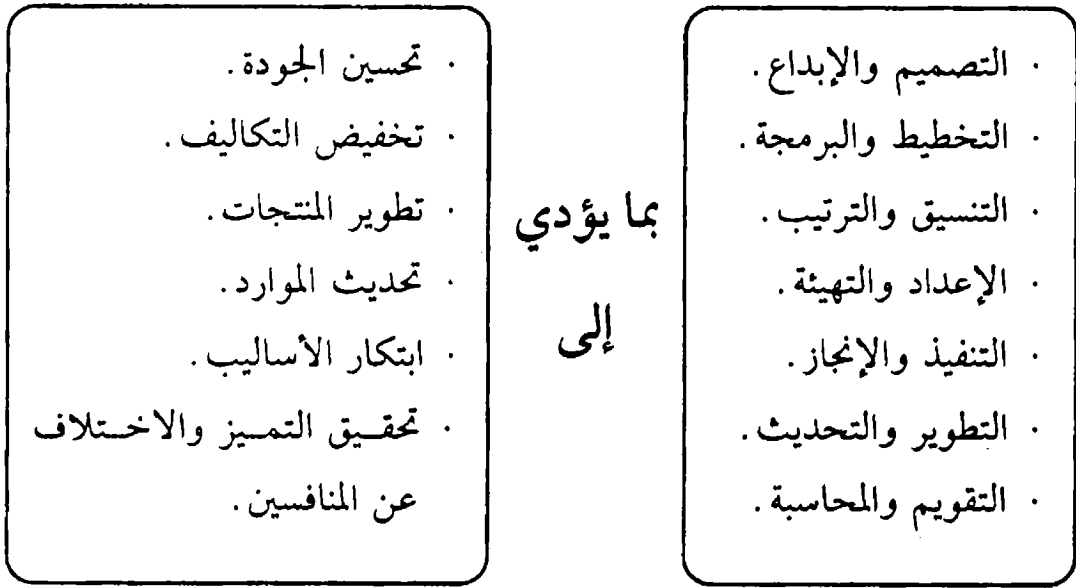 · التصميم والإبداع.
· التخطيط والبرمجة.
· التنسيق والترتيب.
· الإعداد والتهيئة.
· التنفيذ والإنجاز.
· التطوير والتحديث.
· التقويم والمحاسبة.
بما يؤدي
إلى
· تحسين الجودة.
· تخفيض التكاليف.
· تطوير المنتجات.
· تحديث الموارد.
· ابتكار الأساليب.
· تحقيق التميز والاختلاف
عن المنافسين.